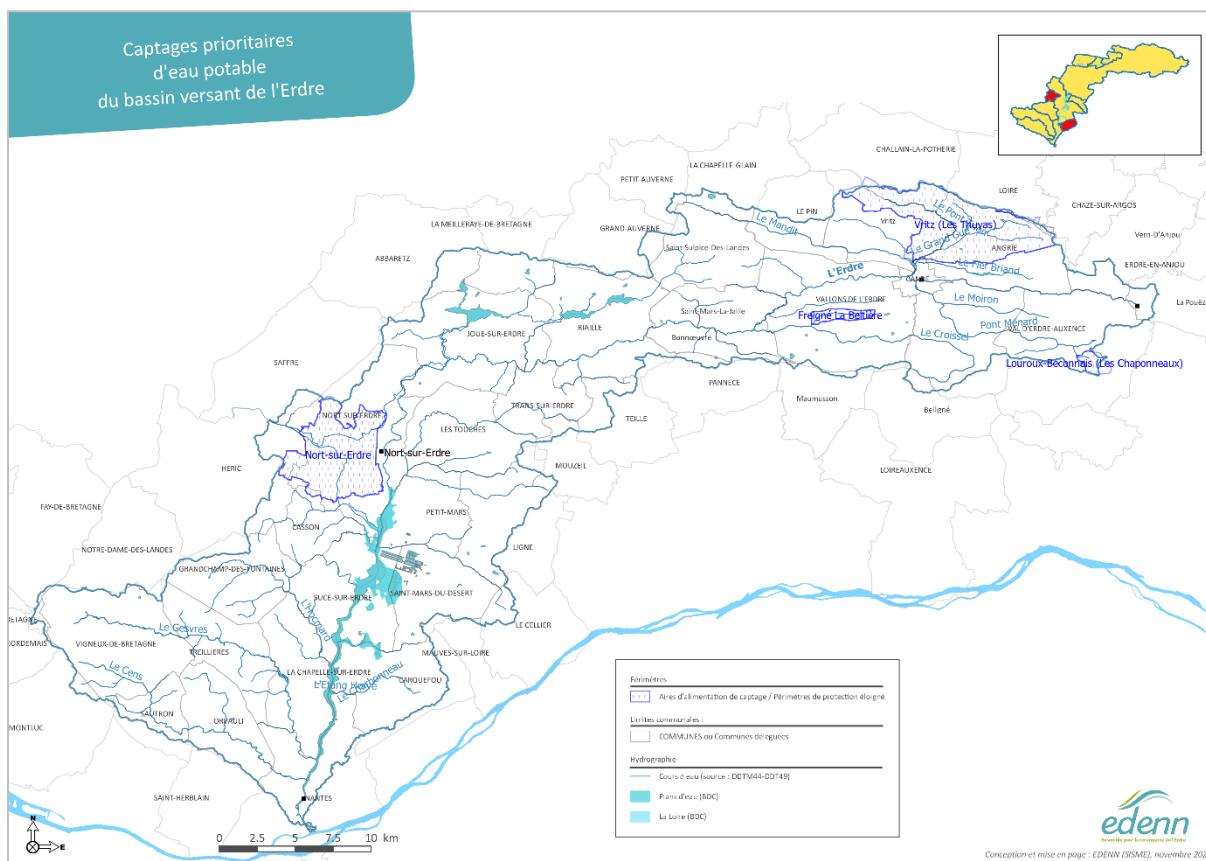 Captages prioritaires
d'eau potable
du bassin versant de l'Erdre
CHALLAIN-LA-POTHERIE
LA CHAPELLE-GLAIN
PETIT-AUVERNE
LOIRE
LE PIN
CHAZE-SUR-ARGOS
LA MEILLERAYE-DE-BRETAGNE
GRAND-AUVERNE
Le Mandit
Vritz
Vritz (Les Thuyas)
Vern-D'Anjou
Saint-Sulpice-Des-Landes
ANGRIE
ABBARETZ
L'Erdre
Le Fier Briand
ERDRE-EN-ANJOU
Le Moiron
VALLONS DE L'ERDRE
Saint-Mars-La-Jaille
Freigné La Bellière
Pont Ménard
RIAILLE
JOUE-SUR-ERDRE
Le Croissel
VAL D'ERDRE-AUXENCE
Bonnœuvre
SAFFRE
Louroux-Béconnais (Les Chaponneaux)
PANNECE
Maumusson
TRANS-SUR-ERDRE
Beligné
NORT-SUR-ERDRE
TEILLE
LES TOUCHES
Nort-sur-Erdre
Nort-sur-Erdre
HERIC
MOUZEIL
LOIREAUXENCE
FAY-DE-BRETAGNE
PETIT-MARS
CASSON
NOTRE-DAME-DES-LANDES
LIGNE
GRANDCHAMP-DES-FONTAINES
SUCE-SUR-ERDRE
SAINT-MARS-DU-DESERT
L'Hocmard
LE CELLIER
Le Gesvres
CORDEMAIS
VIGNEUX-DE-BRETAGNE
TREILLIERES
MAUVES-SUR-LOIRE
Le Cens
LA CHAPELLE-SUR-ERDRE
L'Etang Hervé
CARQUEFOU
SAUTRON
ORVAULT
SAINT-HERBLAIN
NANTES
N
E
0 2.5 5 7.5 10 km
Périmètres
Aires d'alimentation de captage / Périmètres de protection éloigné
Limites communales :
COMMUNES ou Communes déléguées
Hydrographie
Cours d'eau (source : DDTM44-DDT49)
Plans d'eau (BDC)
La Loire (BDC)
edenn
Conception et mise en page : EDENN (SISME), novembre 202